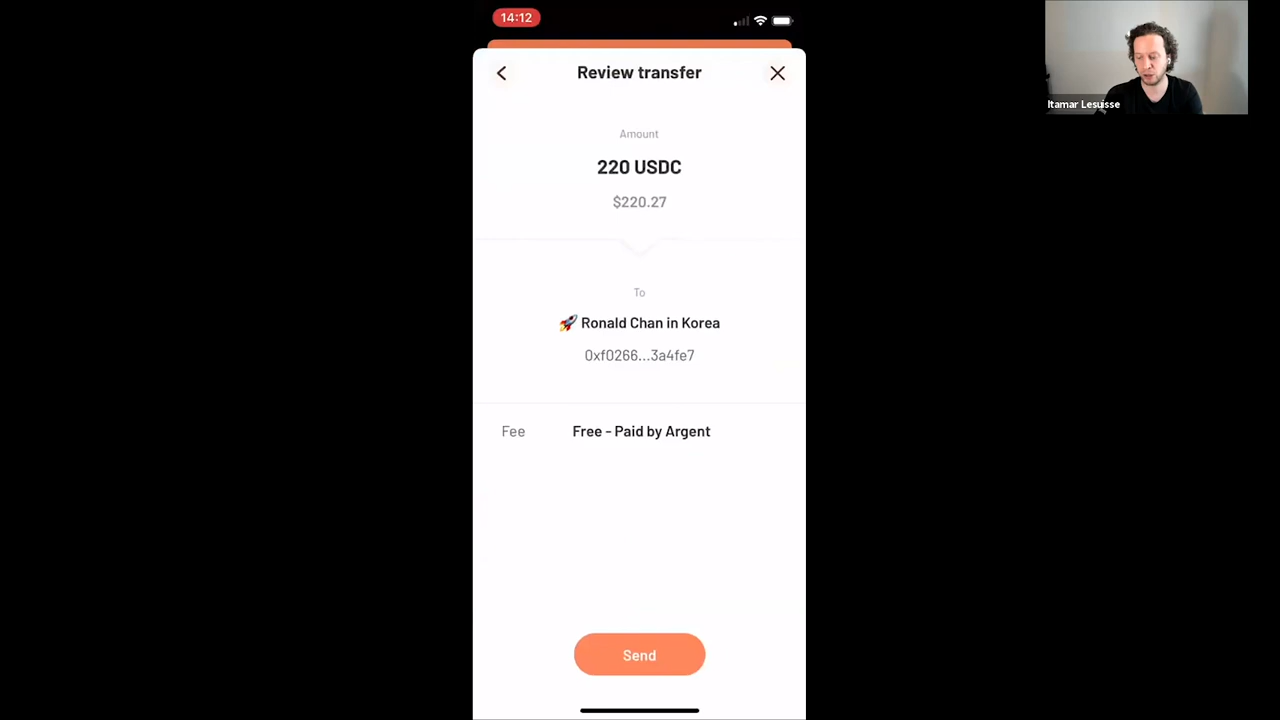 14:12
Review transfer
Amount
220 USDC
$220.27
To
🚀 Ronald Chan in Korea
0xf0266...3a4fe7
Fee
Free - Paid by Argent
Send
Itamar Lesuisse